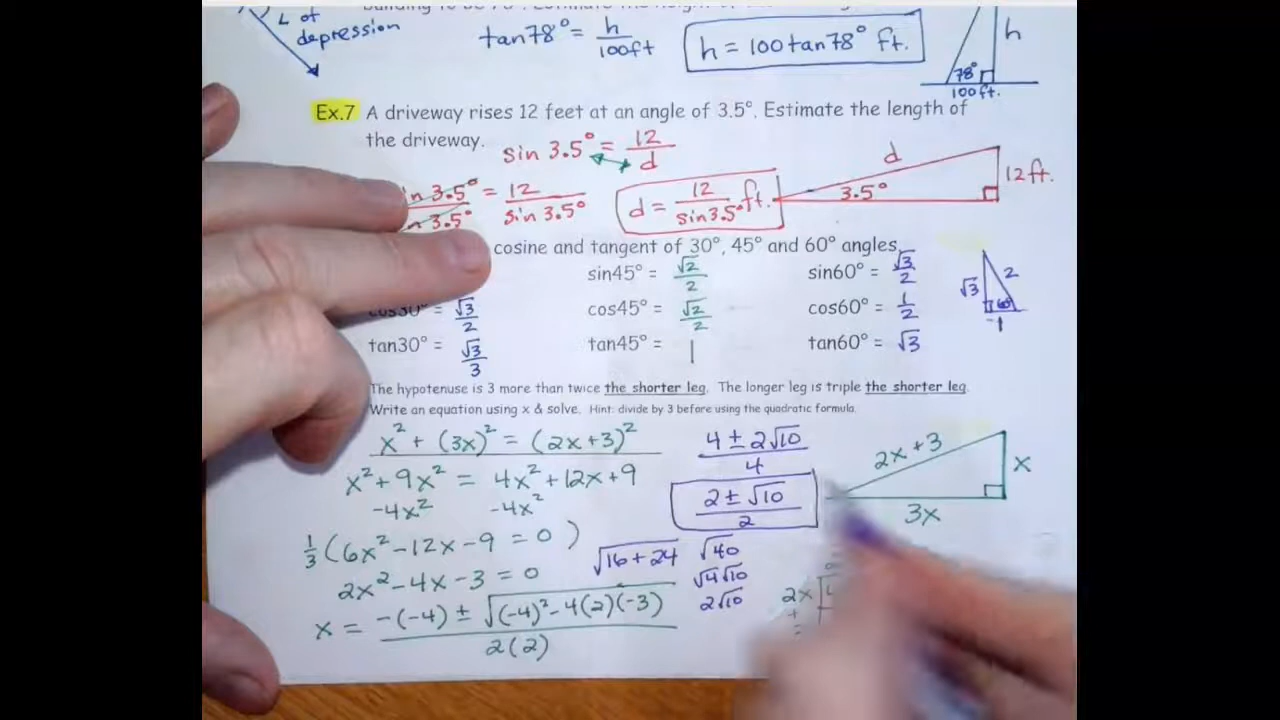 ∠ of
depression
tan78° = h/100ft
h = 100tan78° ft.
h
78°
100ft.
Ex.7 A driveway rises 12 feet at an angle of 3.5°. Estimate the length of
the driveway.
sin 3.5° = 12/d
d
3.5°
12ft.
3.5° = 12/sin 3.5°
3.5°
d = 12/sin3.5° ft.
cosine and tangent of 30°, 45° and 60° angles.
sin45° = √2/2
sin60° = √3/2
√3 2
60°
1
cos30° = √3/2
cos45° = √2/2
cos60° = 1/2
tan30° = √3/3
tan45° = 1
tan60° = √3
The hypotenuse is 3 more than twice the shorter leg. The longer leg is triple the shorter leg.
Write an equation using x & solve. Hint: divide by 3 before using the quadratic formula.
x² + (3x)² = (2x+3)²
x² + 9x² = 4x² + 12x + 9
-4x² -4x²
1/3 (6x² - 12x - 9 = 0)
2x² - 4x - 3 = 0
x = -(-4) ± √(-4)² - 4(2)(-3)
2(2)
4 ± 2√10
4
2 ± √10
2
√16 + 24
√40
√4√10
2√10
2x+3
x
3x
2x
+
=